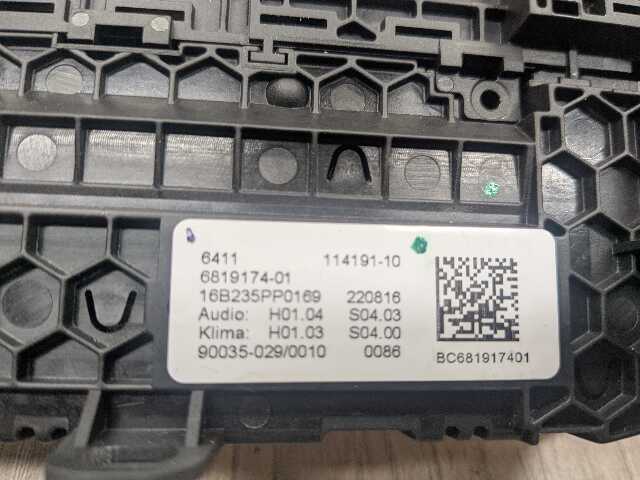 6411 114191-10
6819174-01
16B235PP0169 220816
Audio: H01.04 S04.03
Klima: H01.03 S04.00
90035-029/0010 0086
BC681917401